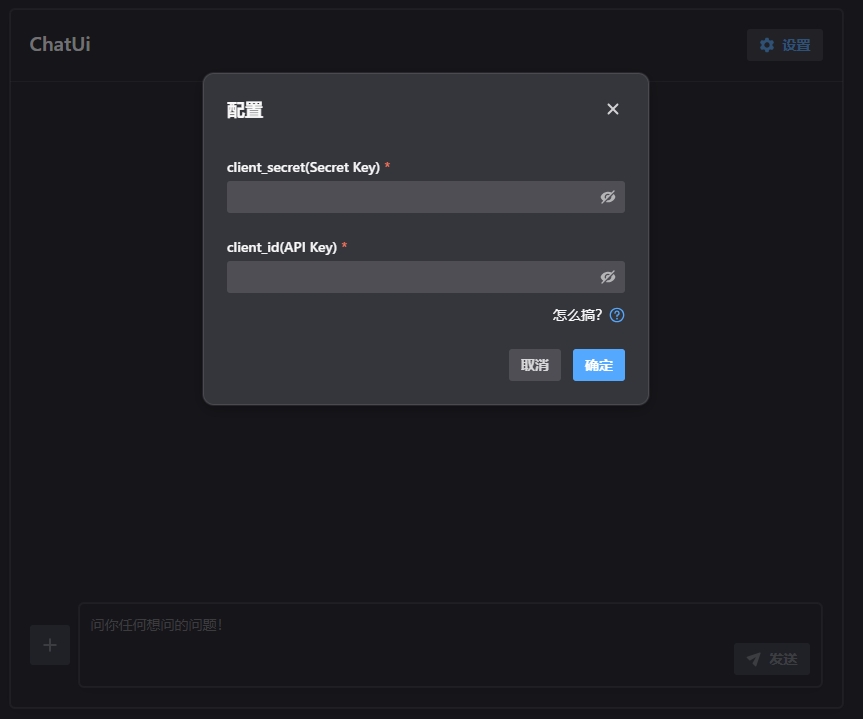 ChatUi
设置
配置
client_secret(Secret Key) *
client_id(API Key) *
怎么搞?
取消
确定
问你任何想问的问题!
发送